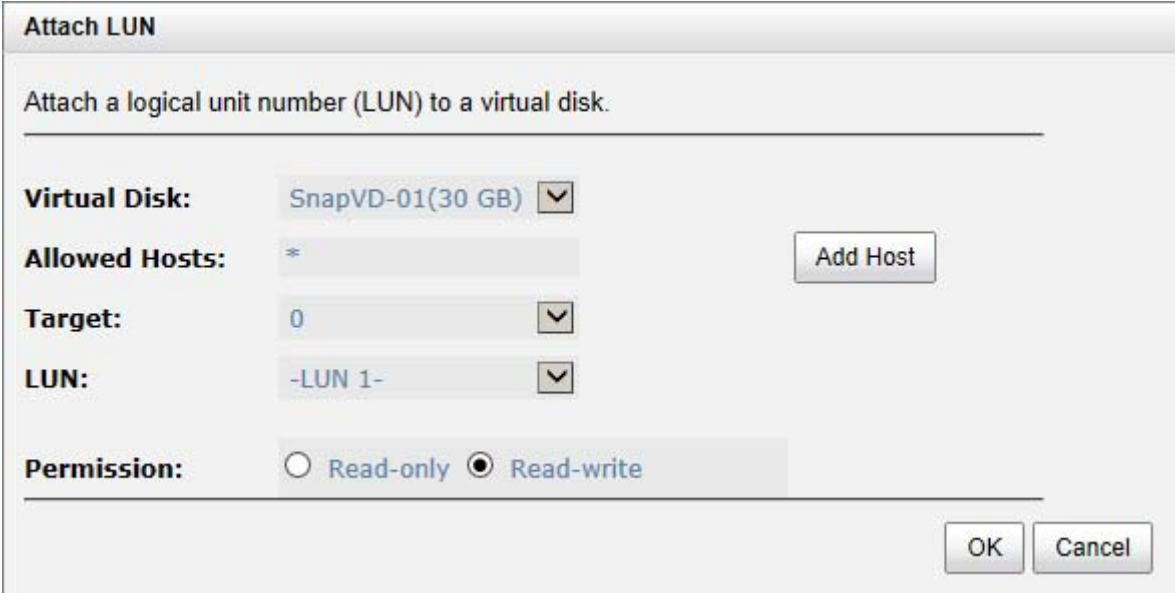 Attach LUN
Attach a logical unit number (LUN) to a virtual disk.
Virtual Disk: SnapVD-01(30 GB)
Allowed Hosts: * Add Host
Target: 0
LUN: -LUN 1-
Permission: Read-only Read-write
OK Cancel